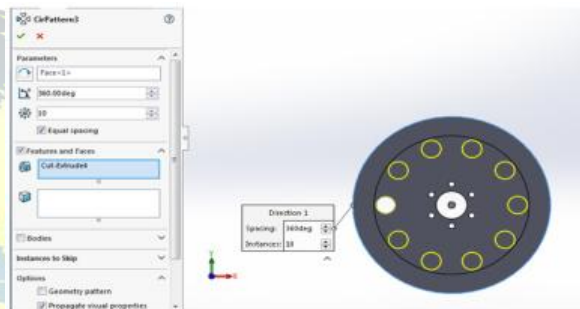 CirPattern3
Parameters
Face<1>
360.00deg
10
Equal spacing
Features and Faces
Cut-Extrude4
Bodies
Instances to Skip
Options
Geometry pattern
Propagate visual properties
Direction 1
Spacing: 360deg
Instances: 10
Y
X